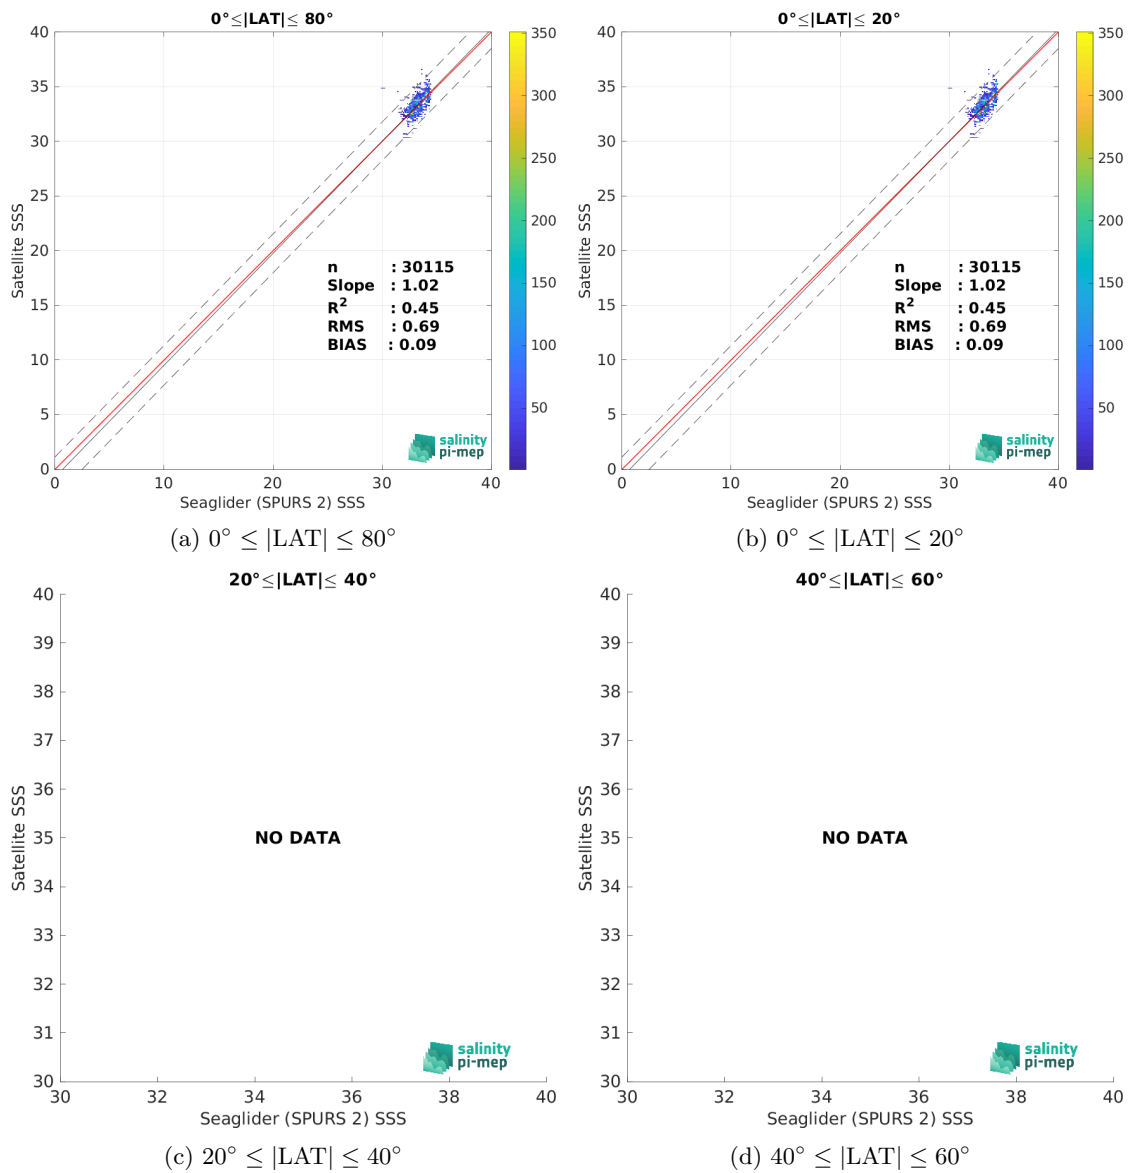 0°≤|LAT|≤ 80°
40
35
30
25
20
15
10
5
0
0
10
20
30
40
350
300
250
200
150
100
50
Satellite SSS
Seaglider (SPURS 2) SSS
n : 30115
Slope : 1.02
R² : 0.45
RMS : 0.69
BIAS : 0.09
salinity
pi-mep
(a) 0° ≤ |LAT| ≤ 80°
0°≤|LAT|≤ 20°
40
35
30
25
20
15
10
5
0
0
10
20
30
40
350
300
250
200
150
100
50
Satellite SSS
Seaglider (SPURS 2) SSS
n : 30115
Slope : 1.02
R² : 0.45
RMS : 0.69
BIAS : 0.09
salinity
pi-mep
(b) 0° ≤ |LAT| ≤ 20°
20°≤|LAT|≤ 40°
40
39
38
37
36
35
34
33
32
31
30
30
32
34
36
38
40
Satellite SSS
NO DATA
salinity
pi-mep
Seaglider (SPURS 2) SSS
(c) 20° ≤ |LAT| ≤ 40°
40°≤|LAT|≤ 60°
40
39
38
37
36
35
34
33
32
31
30
30
32
34
36
38
40
Satellite SSS
NO DATA
salinity
pi-mep
Seaglider (SPURS 2) SSS
(d) 40° ≤ |LAT| ≤ 60°